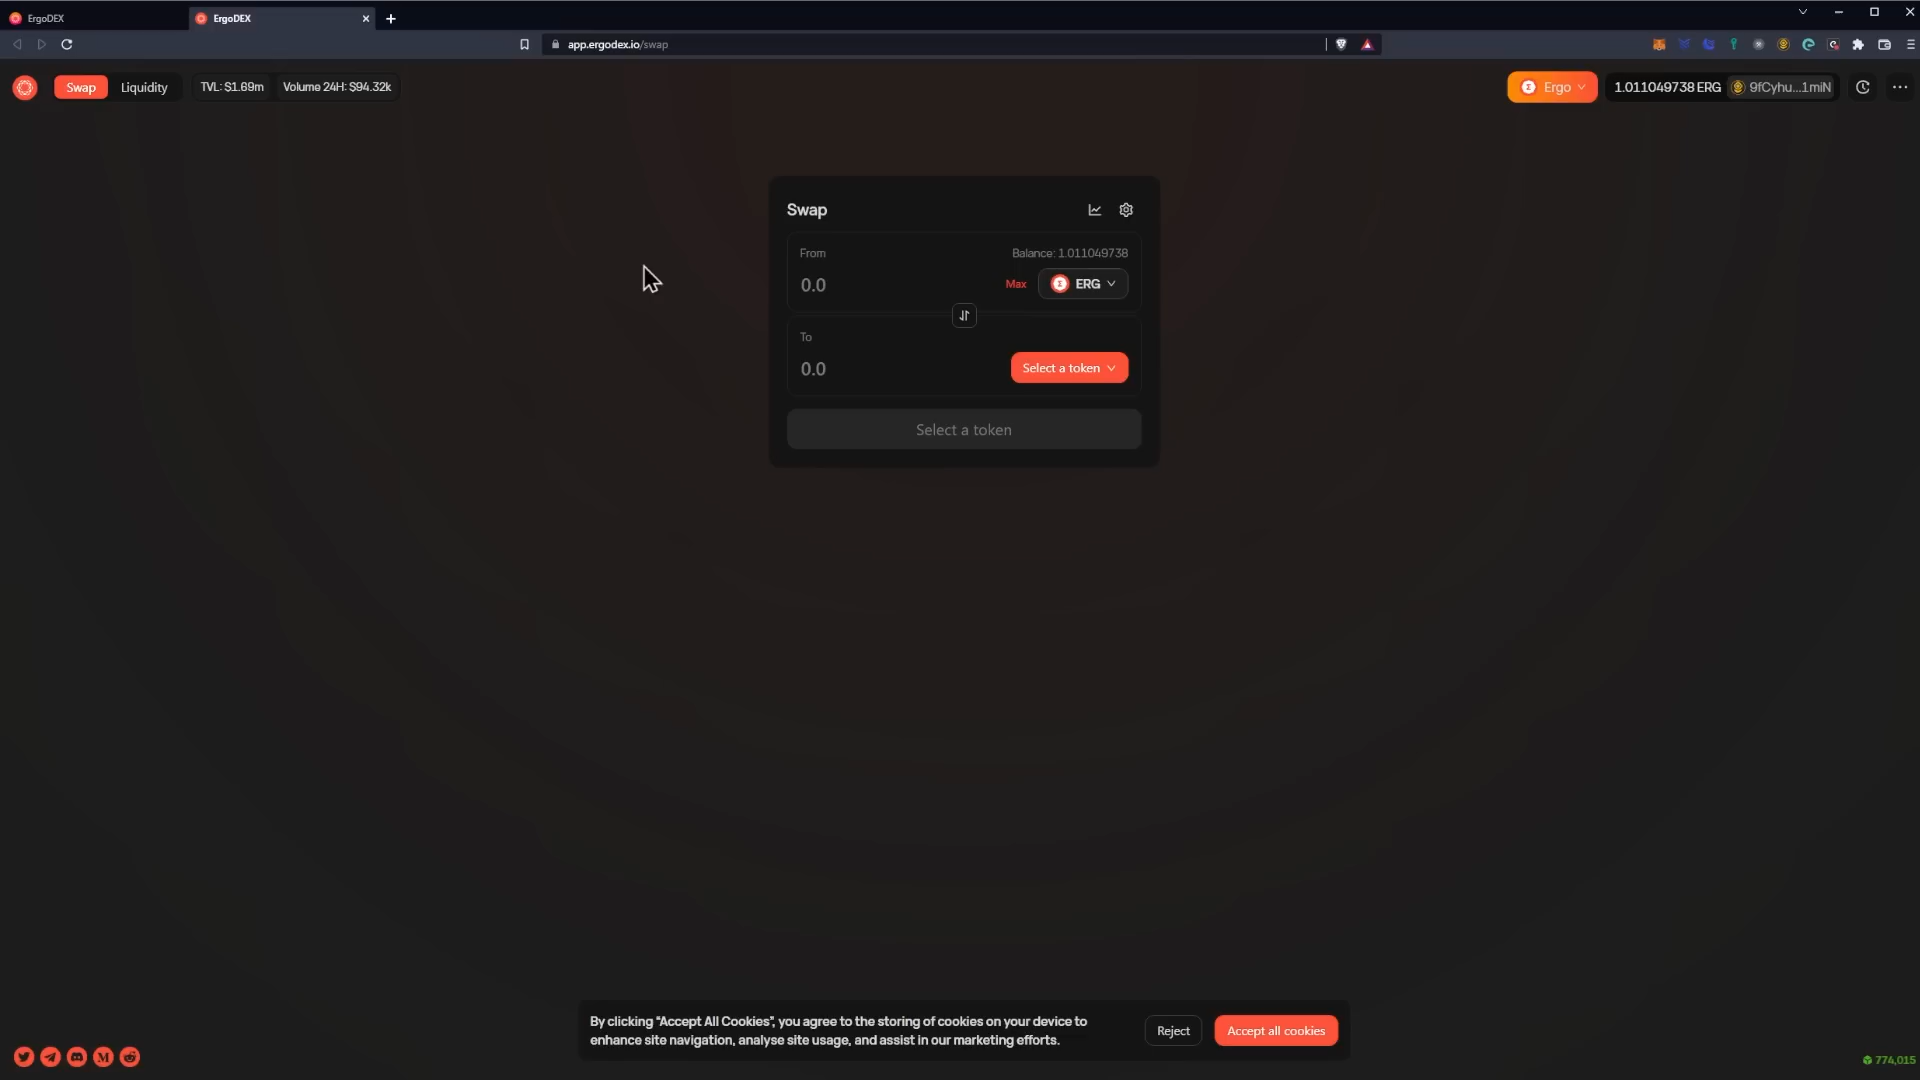 ErgoDEX
ErgoDEX
app.ergodex.io/swap
Swap
Liquidity
TVL: $1.69m
Volume 24H: $94.32k
Ergo
1.011049738 ERG
9fCyhu...1miN
Swap
From
Balance: 1.011049738
0.0
Max
ERG
To
0.0
Select a token
Select a token
By clicking “Accept All Cookies”, you agree to the storing of cookies on your device to
enhance site navigation, analyse site usage, and assist in our marketing efforts.
Reject
Accept all cookies
774,015